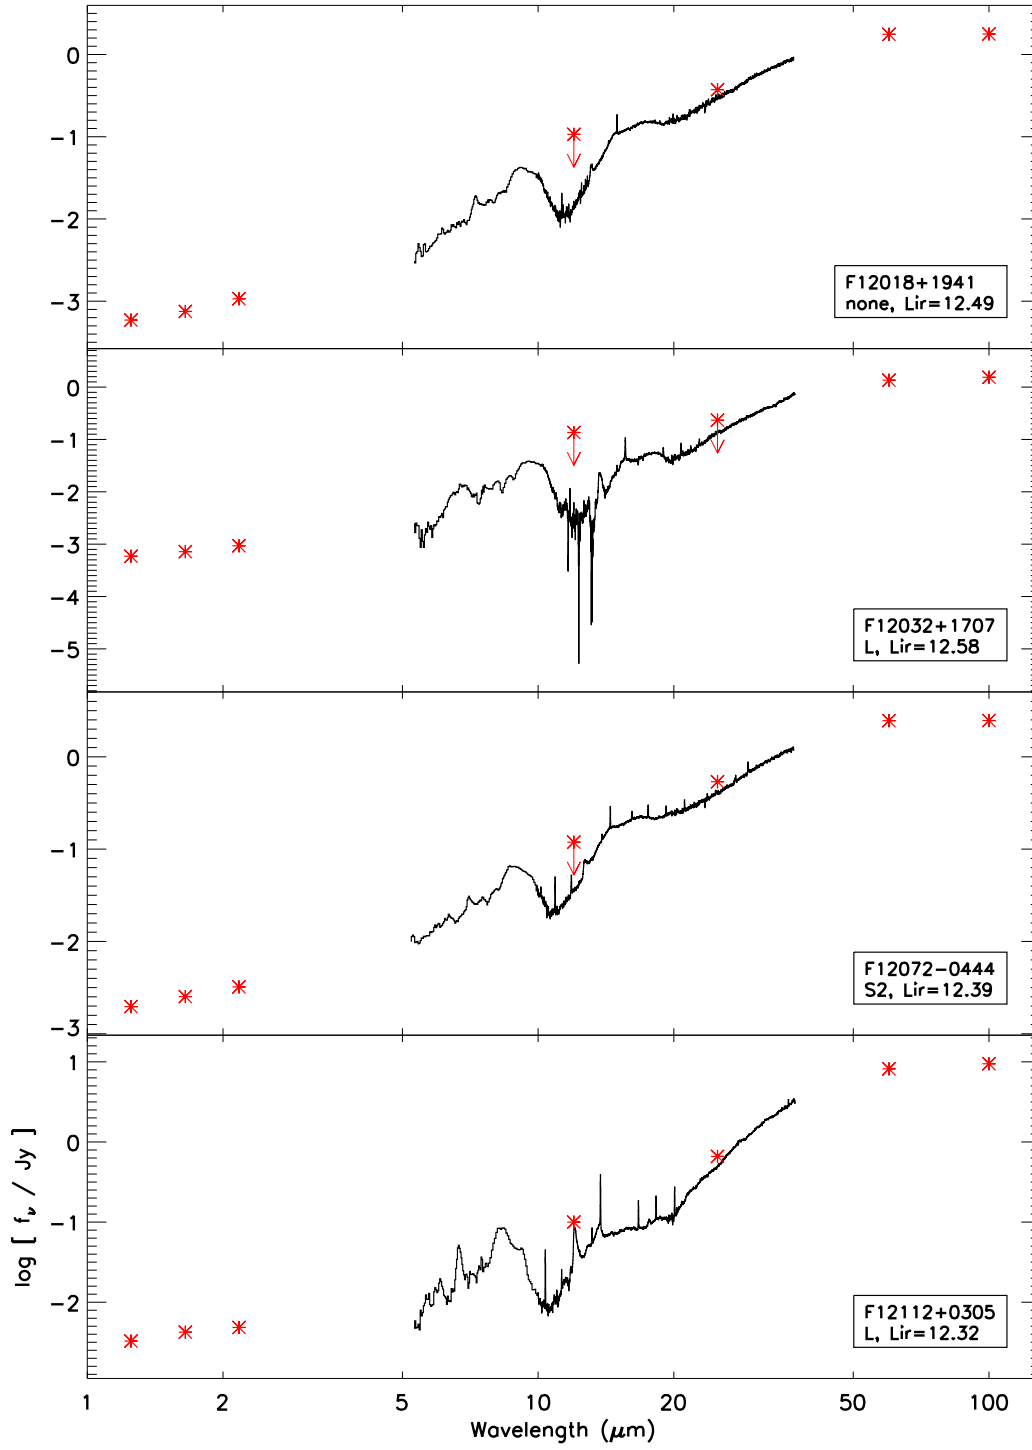 0
−1
−2
−3
F12018+1941
none, Lir=12.49
0
−1
−2
−3
−4
−5
F12032+1707
L, Lir=12.58
0
−1
−2
−3
F12072−0444
S2, Lir=12.39
1
0
−1
−2
log [ fν / Jy ]
F12112+0305
L, Lir=12.32
1 2 5 10 20 50 100
Wavelength (μm)